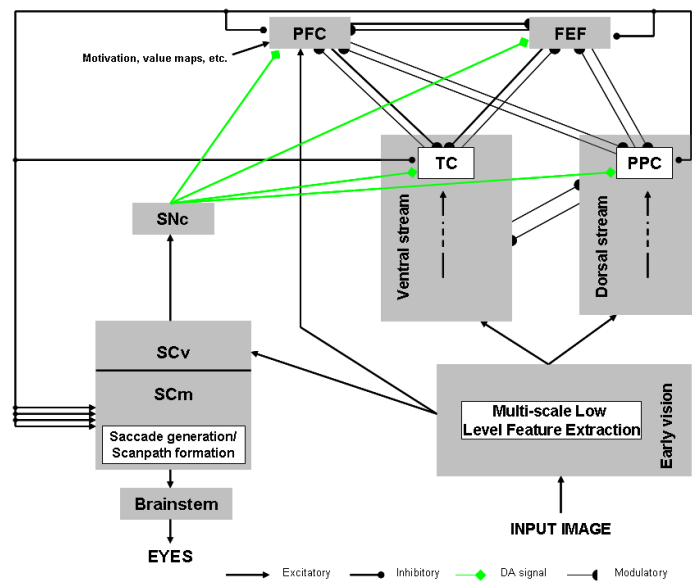 PFC
FEF
Motivation, value maps, etc.
TC
PPC
SNc
Ventral stream
Dorsal stream
SCv
SCm
Saccade generation/
Scanpath formation
Multi-scale Low
Level Feature Extraction
Early vision
Brainstem
INPUT IMAGE
EYES
Excitatory
Inhibitory
DA signal
Modulatory